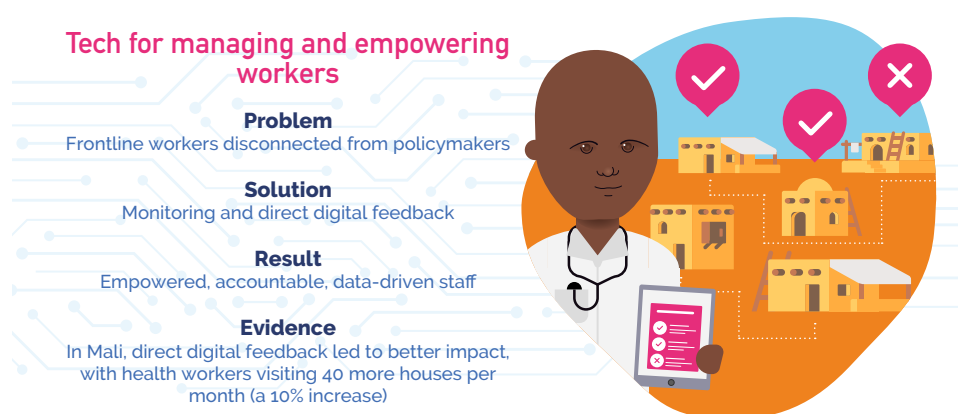 Tech for managing and empowering
workers
Problem
Frontline workers disconnected from policymakers
Solution
Monitoring and direct digital feedback
Result
Empowered, accountable, data-driven staff
Evidence
In Mali, direct digital feedback led to better impact,
with health workers visiting 40 more houses per
month (a 10% increase)